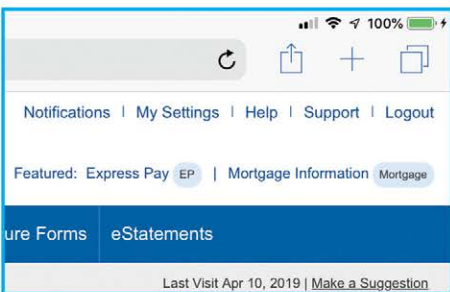 100%
Notifications | My Settings | Help | Support | Logout
Featured: Express Pay EP | Mortgage Information Mortgage
ure Forms eStatements
Last Visit Apr 10, 2019 | Make a Suggestion